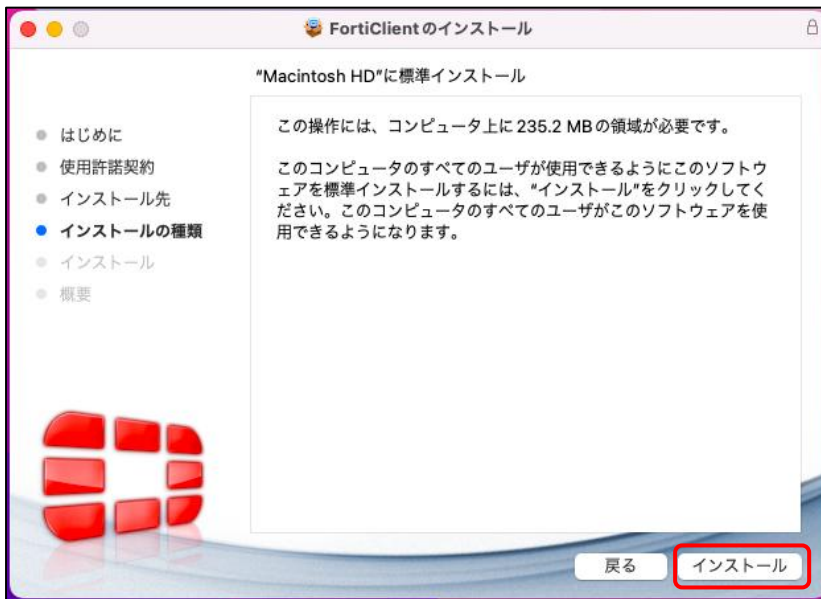 FortiClientのインストール
"Macintosh HD"に標準インストール
はじめに
使用許諾契約
インストール先
インストールの種類
インストール
概要
この操作には、コンピュータ上に235.2 MBの領域が必要です。
このコンピュータのすべてのユーザが使用できるようにこのソフトウ
ェアを標準インストールするには、"インストール"をクリックしてく
ださい。このコンピュータのすべてのユーザがこのソフトウェアを使
用できるようになります。
戻る
インストール